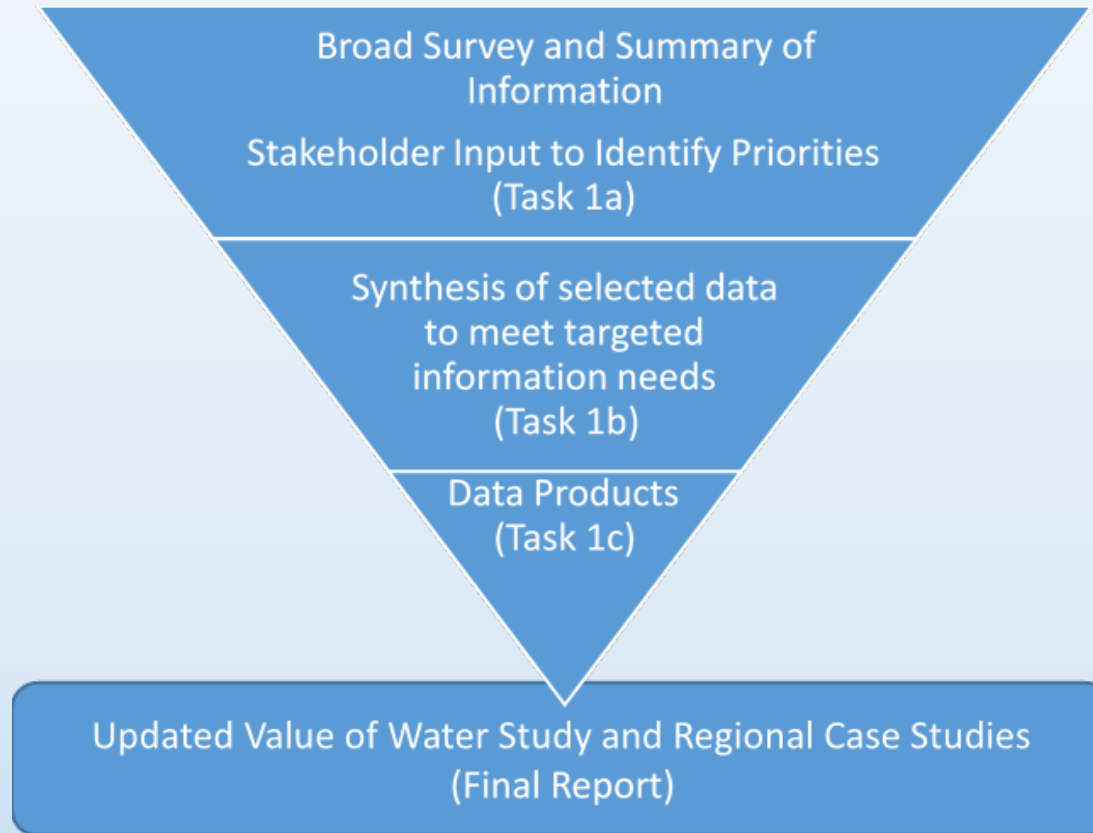 Broad Survey and Summary of
Information
Stakeholder Input to Identify Priorities
(Task 1a)
Synthesis of selected data
to meet targeted
information needs
(Task 1b)
Data Products
(Task 1c)
Updated Value of Water Study and Regional Case Studies
(Final Report)